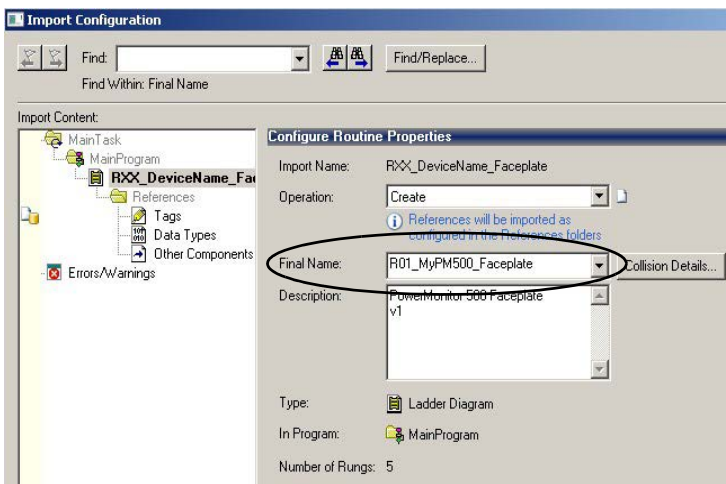 Import Configuration
Find:
Find/Replace...
Find Within: Final Name
Import Content:
MainTask
MainProgram
RXX_DeviceName_Fa
References
Tags
Data Types
Other Components
Errors/Warnings
Configure Routine Properties
Import Name: RXX_DeviceName_Faceplate
Operation: Create
References will be imported as
configured in the References folders
Final Name: R01_MyPM500_Faceplate
Collision Details...
Description: PowerMonitor 500 Faceplate
v1
Type: Ladder Diagram
In Program: MainProgram
Number of Rungs: 5